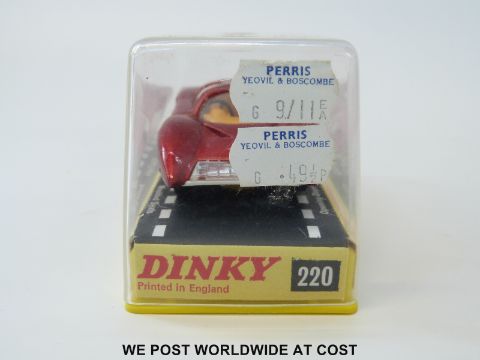 PERRIS
YEOVIL & BOSCOMBE
G 9/11 E
A
PERRIS
YEOVIL & BOSCOMBE
G .49½P
DINKY 220
Printed in England
WE POST WORLDWIDE AT COST